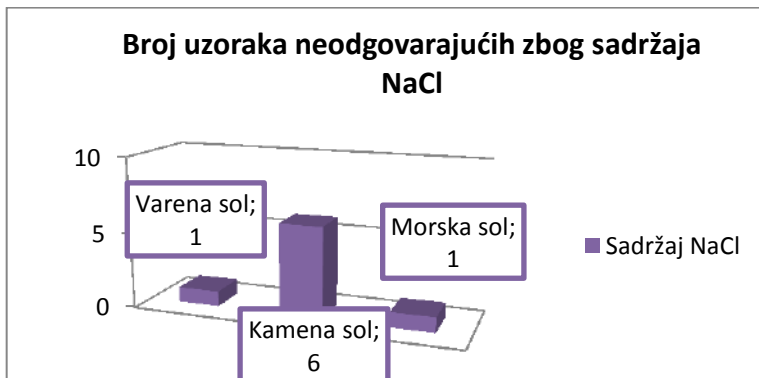 Broj uzoraka neodgovarajućih zbog sadržaja
NaCl
10
5
0
Varena sol;
1
Kamena sol;
6
Morska sol;
1
Sadržaj NaCl